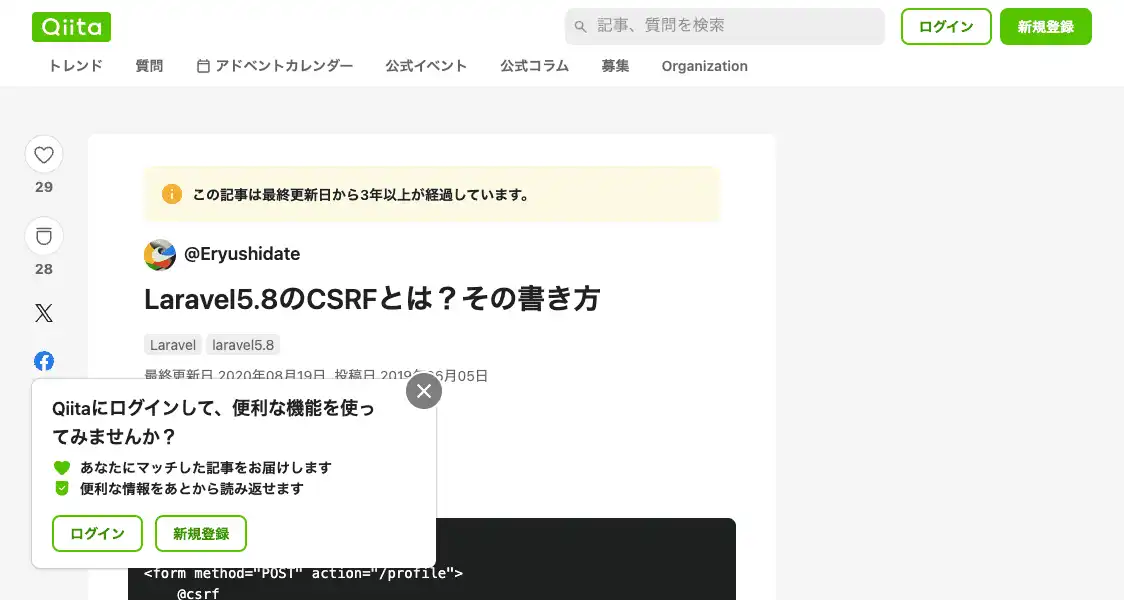 Qiita
記事、質問を検索
ログイン
新規登録
トレンド
質問
アドベントカレンダー
公式イベント
公式コラム
募集
Organization
29
28
この記事は最終更新日から3年以上が経過しています。
@Eryushidate
Laravel5.8のCSRFとは？その書き方
Laravel
laravel5.8
最終更新日 2020年08月19日 投稿日 2019年06月05日
Qiitaにログインして、便利な機能を使っ
てみませんか？
あなたにマッチした記事をお届けします
便利な情報をあとから読み返せます
ログイン
新規登録
<form method="POST" action="/profile">
@csrf